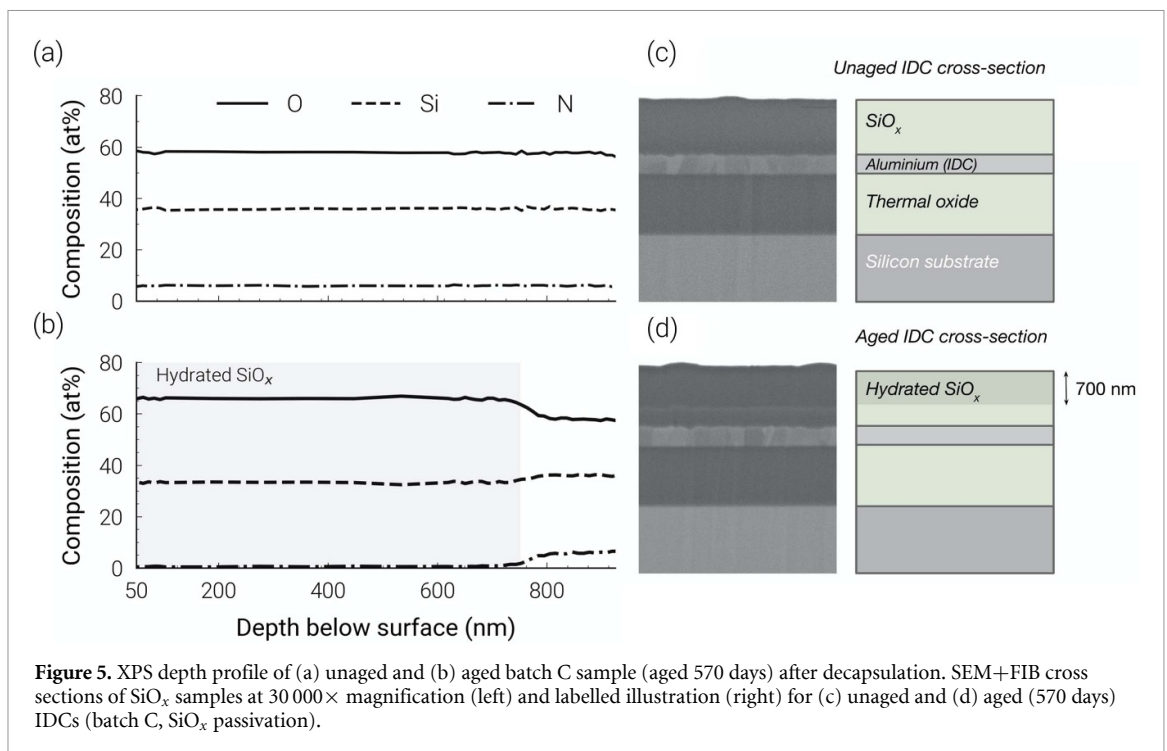 (a)
80
O
Si
N
60
40
20
0
Composition (at%)
(b)
80
Hydrated SiOₓ
60
40
20
0
Composition (at%)
50
200
400
600
800
Depth below surface (nm)
(c)
Unaged IDC cross-section
SiOₓ
Aluminium (IDC)
Thermal oxide
Silicon substrate
(d)
Aged IDC cross-section
Hydrated SiOₓ
700 nm
Figure 5. XPS depth profile of (a) unaged and (b) aged batch C sample (aged 570 days) after decapsulation. SEM+FIB cross
sections of SiOₓ samples at 30 000× magnification (left) and labelled illustration (right) for (c) unaged and (d) aged (570 days)
IDCs (batch C, SiOₓ passivation).